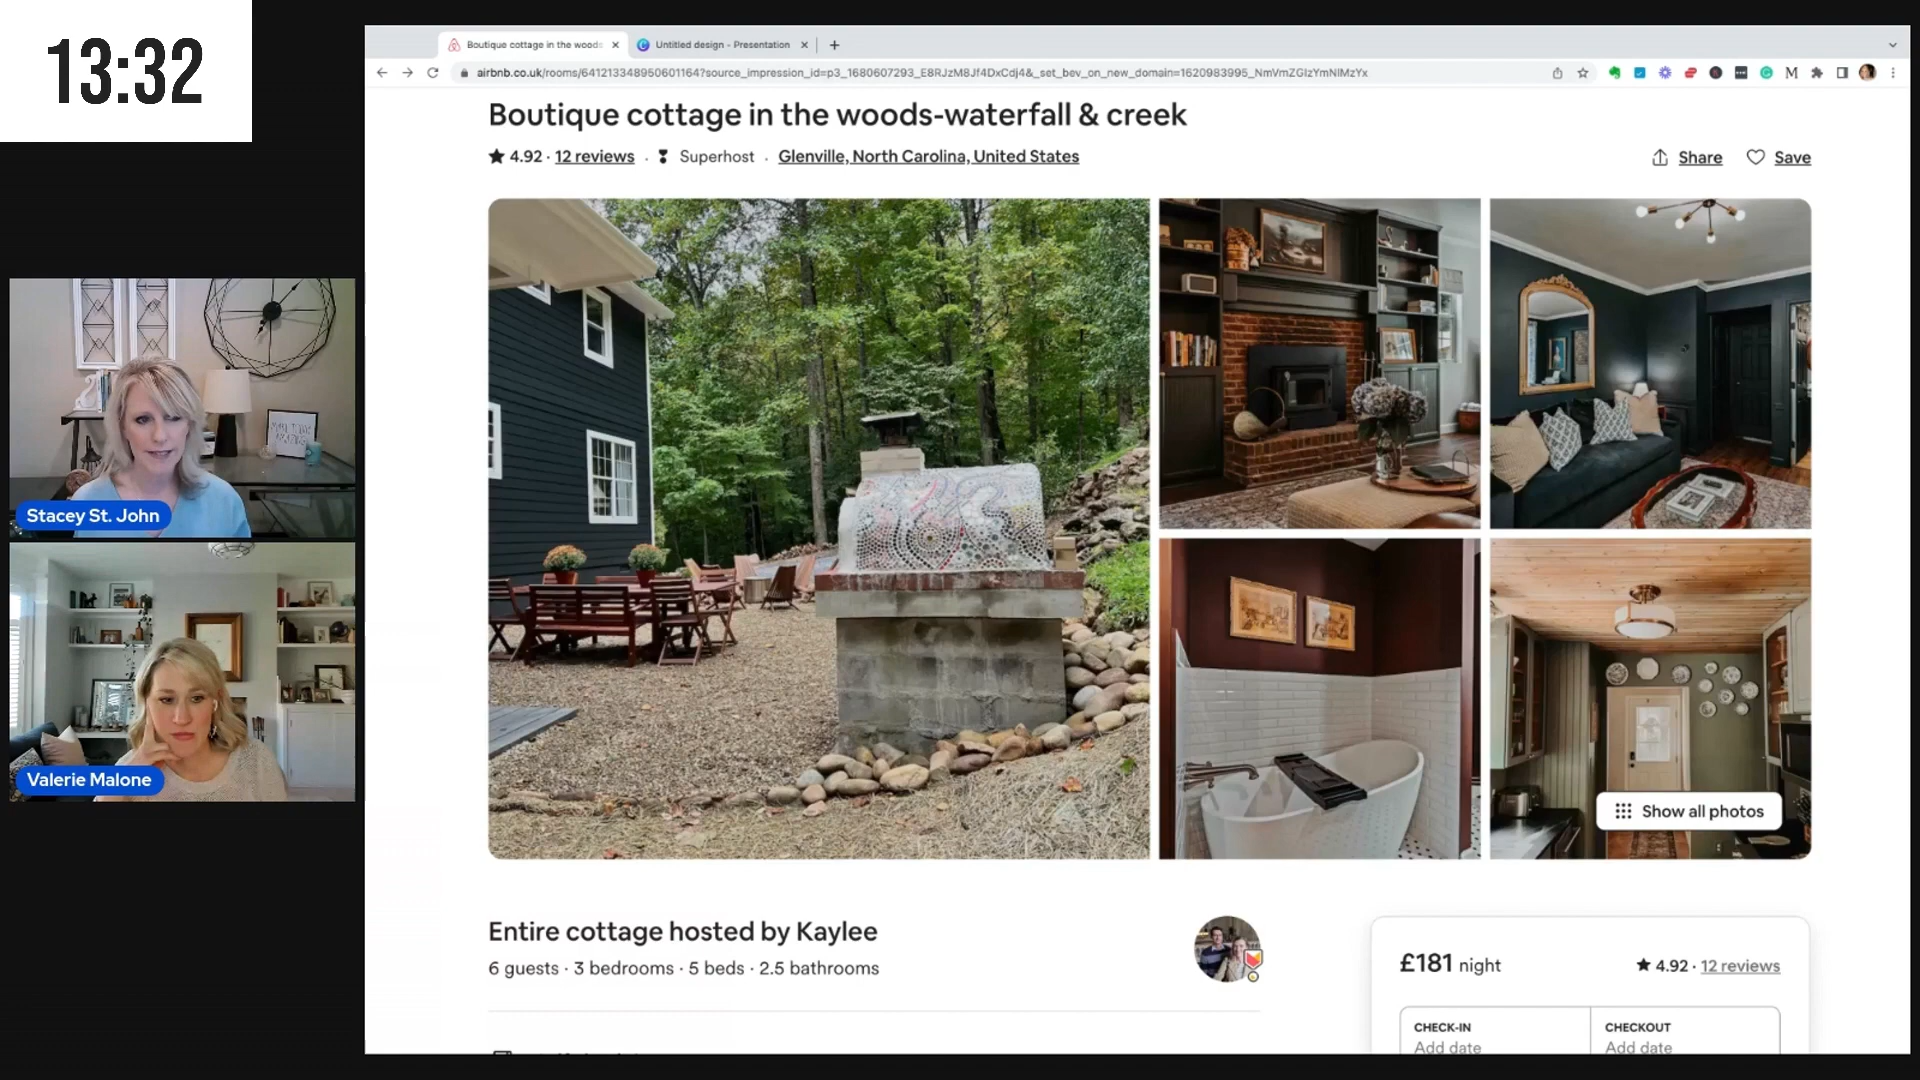 13:32
Boutique cottage in the woods
Untitled design - Presentation
airbnb.co.uk/rooms/641213348950601164?source_impression_id=p3_1680607293_E8RJzM8Jf4DxCdj4&_set_bev_on_new_domain=1620983995_NmVmZGIzYmNlMzYx
M
Boutique cottage in the woods-waterfall & creek
4.92 · 12 reviews · Superhost · Glenville, North Carolina, United States
Share Save
Stacey St. John
Valerie Malone
Show all photos
Entire cottage hosted by Kaylee
6 guests · 3 bedrooms · 5 beds · 2.5 bathrooms
£181 night
4.92 · 12 reviews
CHECK-IN
Add date
CHECKOUT
Add date